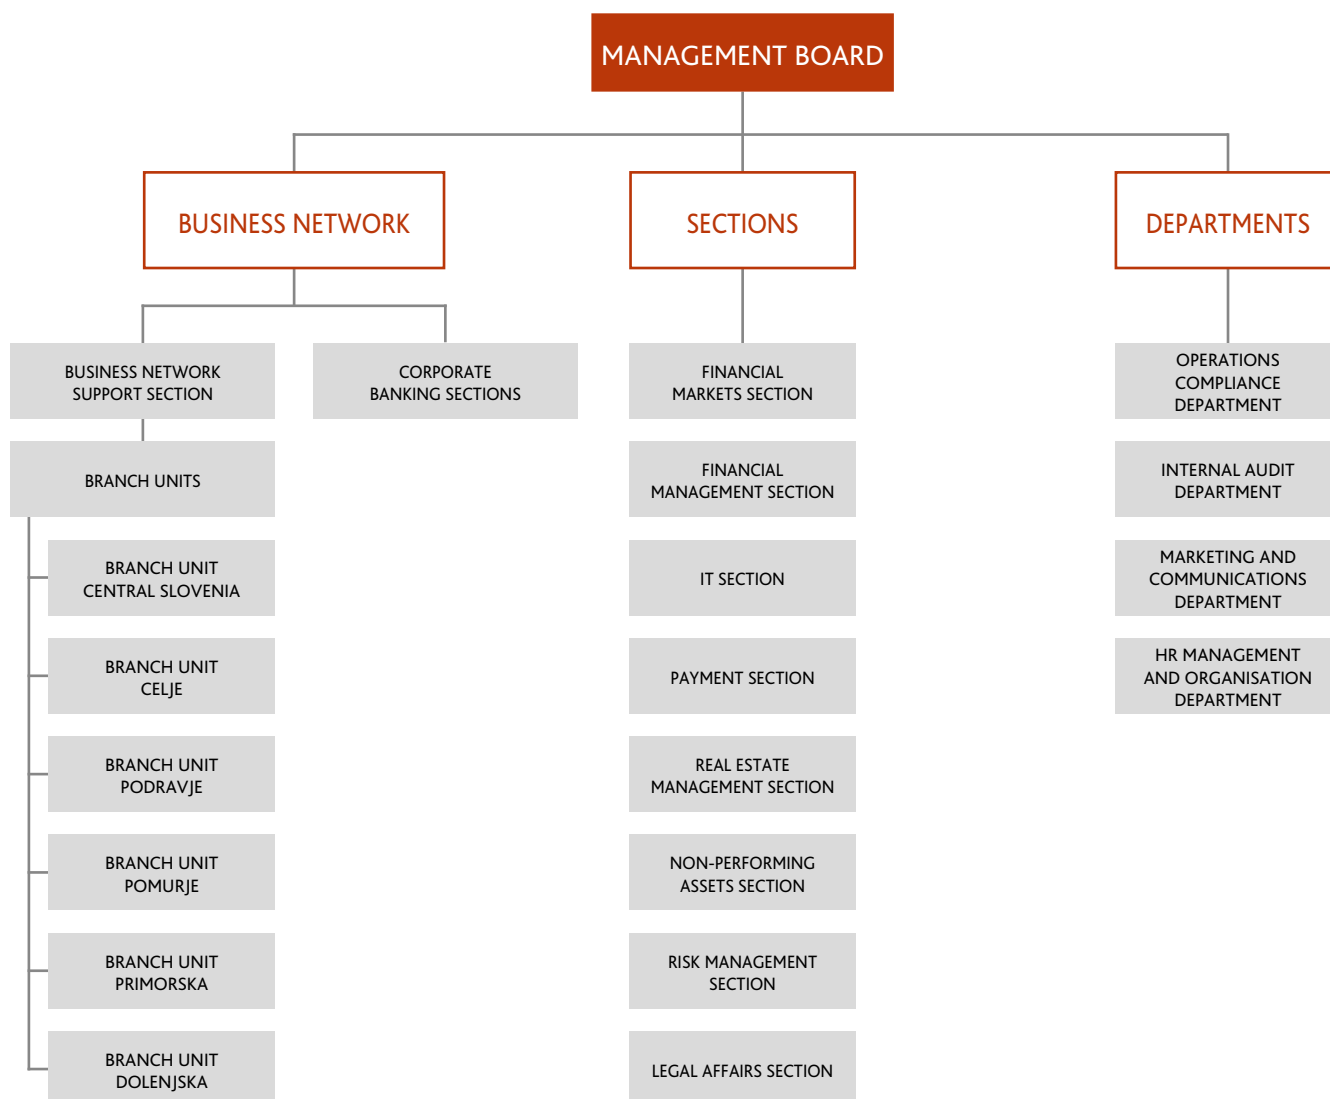 MANAGEMENT BOARD
BUSINESS NETWORK
SECTIONS
DEPARTMENTS
BUSINESS NETWORK
SUPPORT SECTION
CORPORATE
BANKING SECTIONS
BRANCH UNITS
BRANCH UNIT
CENTRAL SLOVENIA
BRANCH UNIT
CELJE
BRANCH UNIT
PODRAVJE
BRANCH UNIT
POMURJE
BRANCH UNIT
PRIMORSKA
BRANCH UNIT
DOLENJSKA
FINANCIAL
MARKETS SECTION
FINANCIAL
MANAGEMENT SECTION
IT SECTION
PAYMENT SECTION
REAL ESTATE
MANAGEMENT SECTION
NON-PERFORMING
ASSETS SECTION
RISK MANAGEMENT
SECTION
LEGAL AFFAIRS SECTION
OPERATIONS
COMPLIANCE
DEPARTMENT
INTERNAL AUDIT
DEPARTMENT
MARKETING AND
COMMUNICATIONS
DEPARTMENT
HR MANAGEMENT
AND ORGANISATION
DEPARTMENT